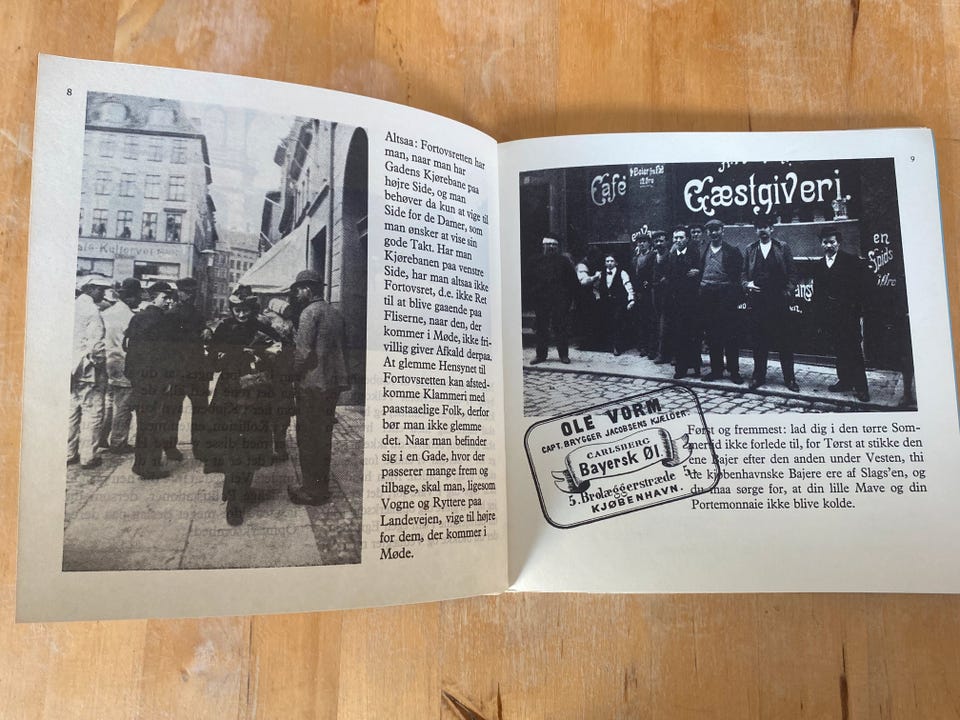 8
Altsaa: Fortovsretten har
man, naar man har
Gadens Kjørebane paa
højre Side, og man
behøver da kun at vige til
Side for de Damer, som
man ønsker at vise sin
gode Takt. Har man
Kjørebanen paa venstre
Side, har man altsaa ikke
Fortovsret, d.e. ikke Ret
til at blive gaaende paa
Fliserne, naar den, der
kommer i Møde, ikke fri-
villig giver Afkald derpaa.
At glemme Hensynet til
Fortovsretten kan afsted-
komme Klammeri med
paastaaelige Folk, derfor
bør man ikke glemme
det. Naar man befinder
sig i en Gade, hvor der
passerer mange frem og
tilbage, skal man, ligesom
Vogne og Ryttere paa
Landevejen, vige til højre
for dem, der kommer i
Møde.
9
Café
Gæstgiveri.
en
OLE VORM
CAPT. BRYGGER JACOBSENS KJÆLDER.
CARLSBERG
Bayersk Øl.
5. Brolæggerstræde 5.
KJØBENHAVN.
Først og fremmest: lad dig i den tørre Som-
mertid ikke forlede til, for Tørst at stikke den
ene Bajer efter den anden under Vesten, thi
de kjøbenhavnske Bajere ere af Slags'en, og
du maa sørge for, at din lille Mave og din
Portemonnaie ikke blive kolde.